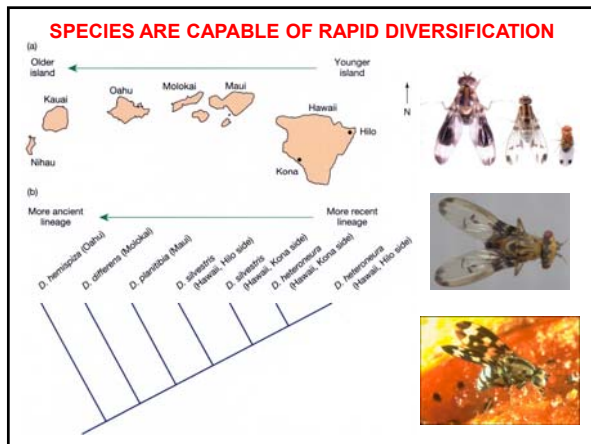 SPECIES ARE CAPABLE OF RAPID DIVERSIFICATION
(a)
Older
island
Younger
island
Kauai
Oahu
Molokai
Maui
Hawaii
Hilo
Kona
Nihau
N
(b)
More ancient
lineage
More recent
lineage
D. hemispiza (Oahu)
D. differens (Molokai)
D. planitibia (Maui)
D. silvestris
(Hawaii, Hilo side)
D. silvestris
(Hawaii, Kona side)
D. heteroneura
(Hawaii, Kona side)
D. heteroneura
(Hawaii, Hilo side)